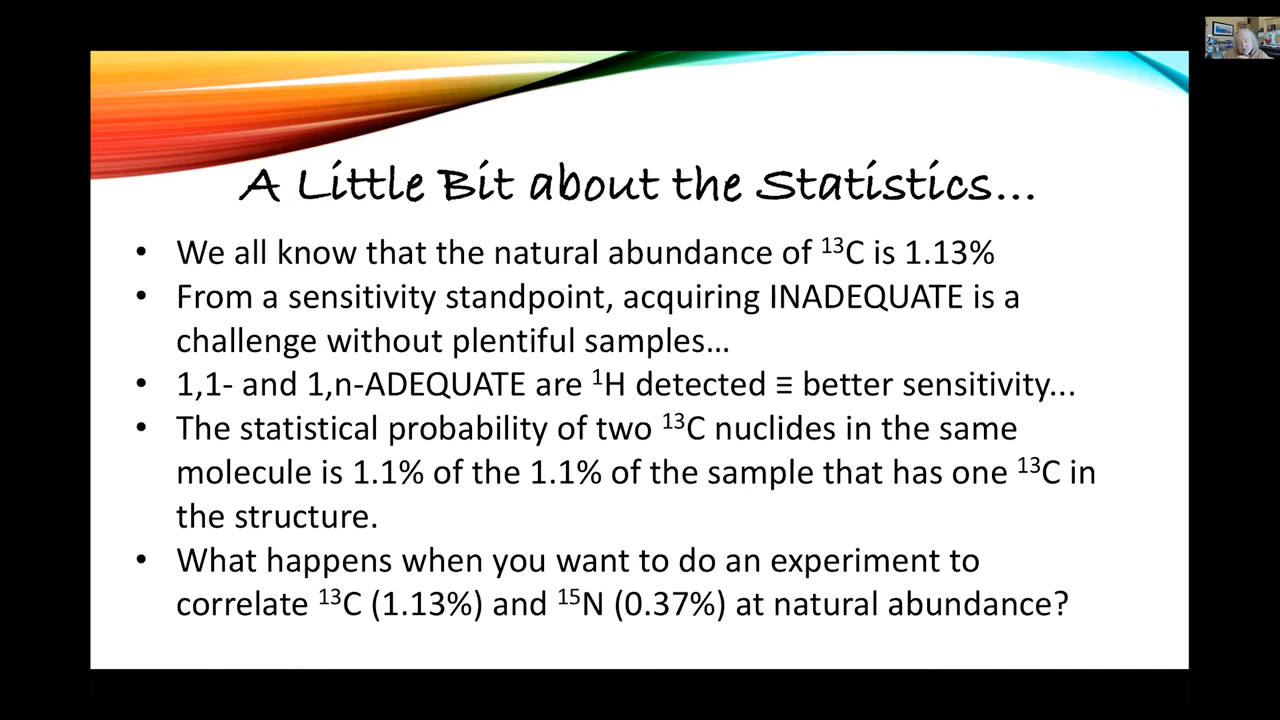 A Little Bit about the Statistics...
• We all know that the natural abundance of ¹³C is 1.13%
• From a sensitivity standpoint, acquiring INADEQUATE is a
challenge without plentiful samples…
• 1,1- and 1,n-ADEQUATE are ¹H detected ≡ better sensitivity...
• The statistical probability of two ¹³C nuclides in the same
molecule is 1.1% of the 1.1% of the sample that has one ¹³C in
the structure.
• What happens when you want to do an experiment to
correlate ¹³C (1.13%) and ¹⁵N (0.37%) at natural abundance?